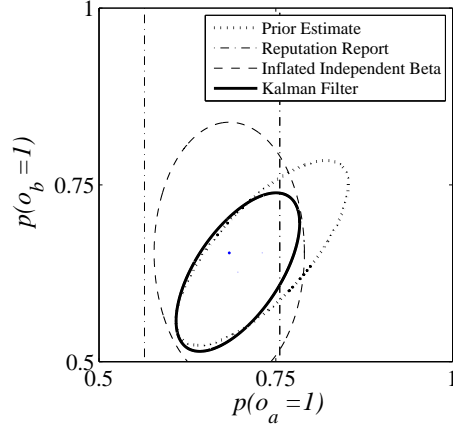 1
Prior Estimate
Reputation Report
Inflated Independent Beta
Kalman Filter
p(o_b=1)
0.75
0.5
0.5
0.75
1
p(o_a=1)